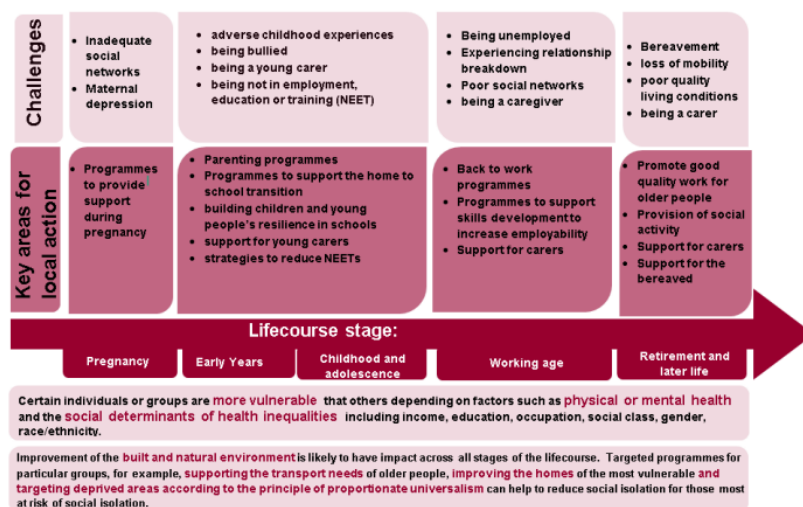 Challenges
• Inadequate
social
networks
• Maternal
depression
• adverse childhood experiences
• being bullied
• being a young carer
• being not in employment,
education or training (NEET)
• Being unemployed
• Experiencing relationship
breakdown
• Poor social networks
• being a caregiver
• Bereavement
• loss of mobility
• poor quality
living conditions
• being a carer
Key areas for
local action
• Programmes
to provide
support
during
pregnancy
• Parenting programmes
• Programmes to support the home to
school transition
• building children and young
people's resilience in schools
• support for young carers
• strategies to reduce NEETs
• Back to work
programmes
• Programmes to support
skills development to
increase employability
• Support for carers
• Promote good
quality work for
older people
• Provision of social
activity
• Support for carers
• Support for the
bereaved
Lifecourse stage:
Pregnancy
Early Years
Childhood and
adolescence
Working age
Retirement and
later life
Certain individuals or groups are more vulnerable that others depending on factors such as physical or mental health
and the social determinants of health inequalities including income, education, occupation, social class, gender,
race/ethnicity.
Improvement of the built and natural environment is likely to have impact across all stages of the lifecourse. Targeted programmes for
particular groups, for example, supporting the transport needs of older people, improving the homes of the most vulnerable and
targeting deprived areas according to the principle of proportionate universalism can help to reduce social isolation for those most
at risk of social isolation.